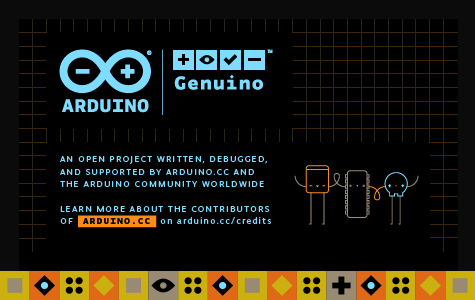 ARDUINO
Genuino™
AN OPEN PROJECT WRITTEN, DEBUGGED,
AND SUPPORTED BY ARDUINO.CC AND
THE ARDUINO COMMUNITY WORLDWIDE
LEARN MORE ABOUT THE CONTRIBUTORS
OF ARDUINO.CC on arduino.cc/credits